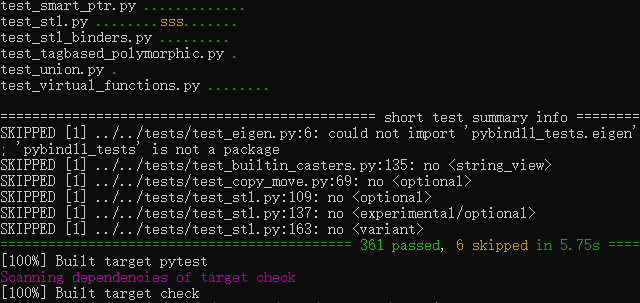 test_smart_ptr.py .............
test_stl.py ........sss........
test_stl_binders.py .........
test_tagbased_polymorphic.py .
test_union.py .
test_virtual_functions.py ........
=============================================== short test summary info =========
SKIPPED [1] ../../tests/test_eigen.py:6: could not import 'pybind11_tests.eigen'
; 'pybind11_tests' is not a package
SKIPPED [1] ../../tests/test_builtin_casters.py:135: no <string_view>
SKIPPED [1] ../../tests/test_copy_move.py:69: no <optional>
SKIPPED [1] ../../tests/test_stl.py:109: no <optional>
SKIPPED [1] ../../tests/test_stl.py:137: no <experimental/optional>
SKIPPED [1] ../../tests/test_stl.py:163: no <variant>
============================================ 361 passed, 6 skipped in 5.75s =====
[100%] Built target pytest
Scanning dependencies of target check
[100%] Built target check